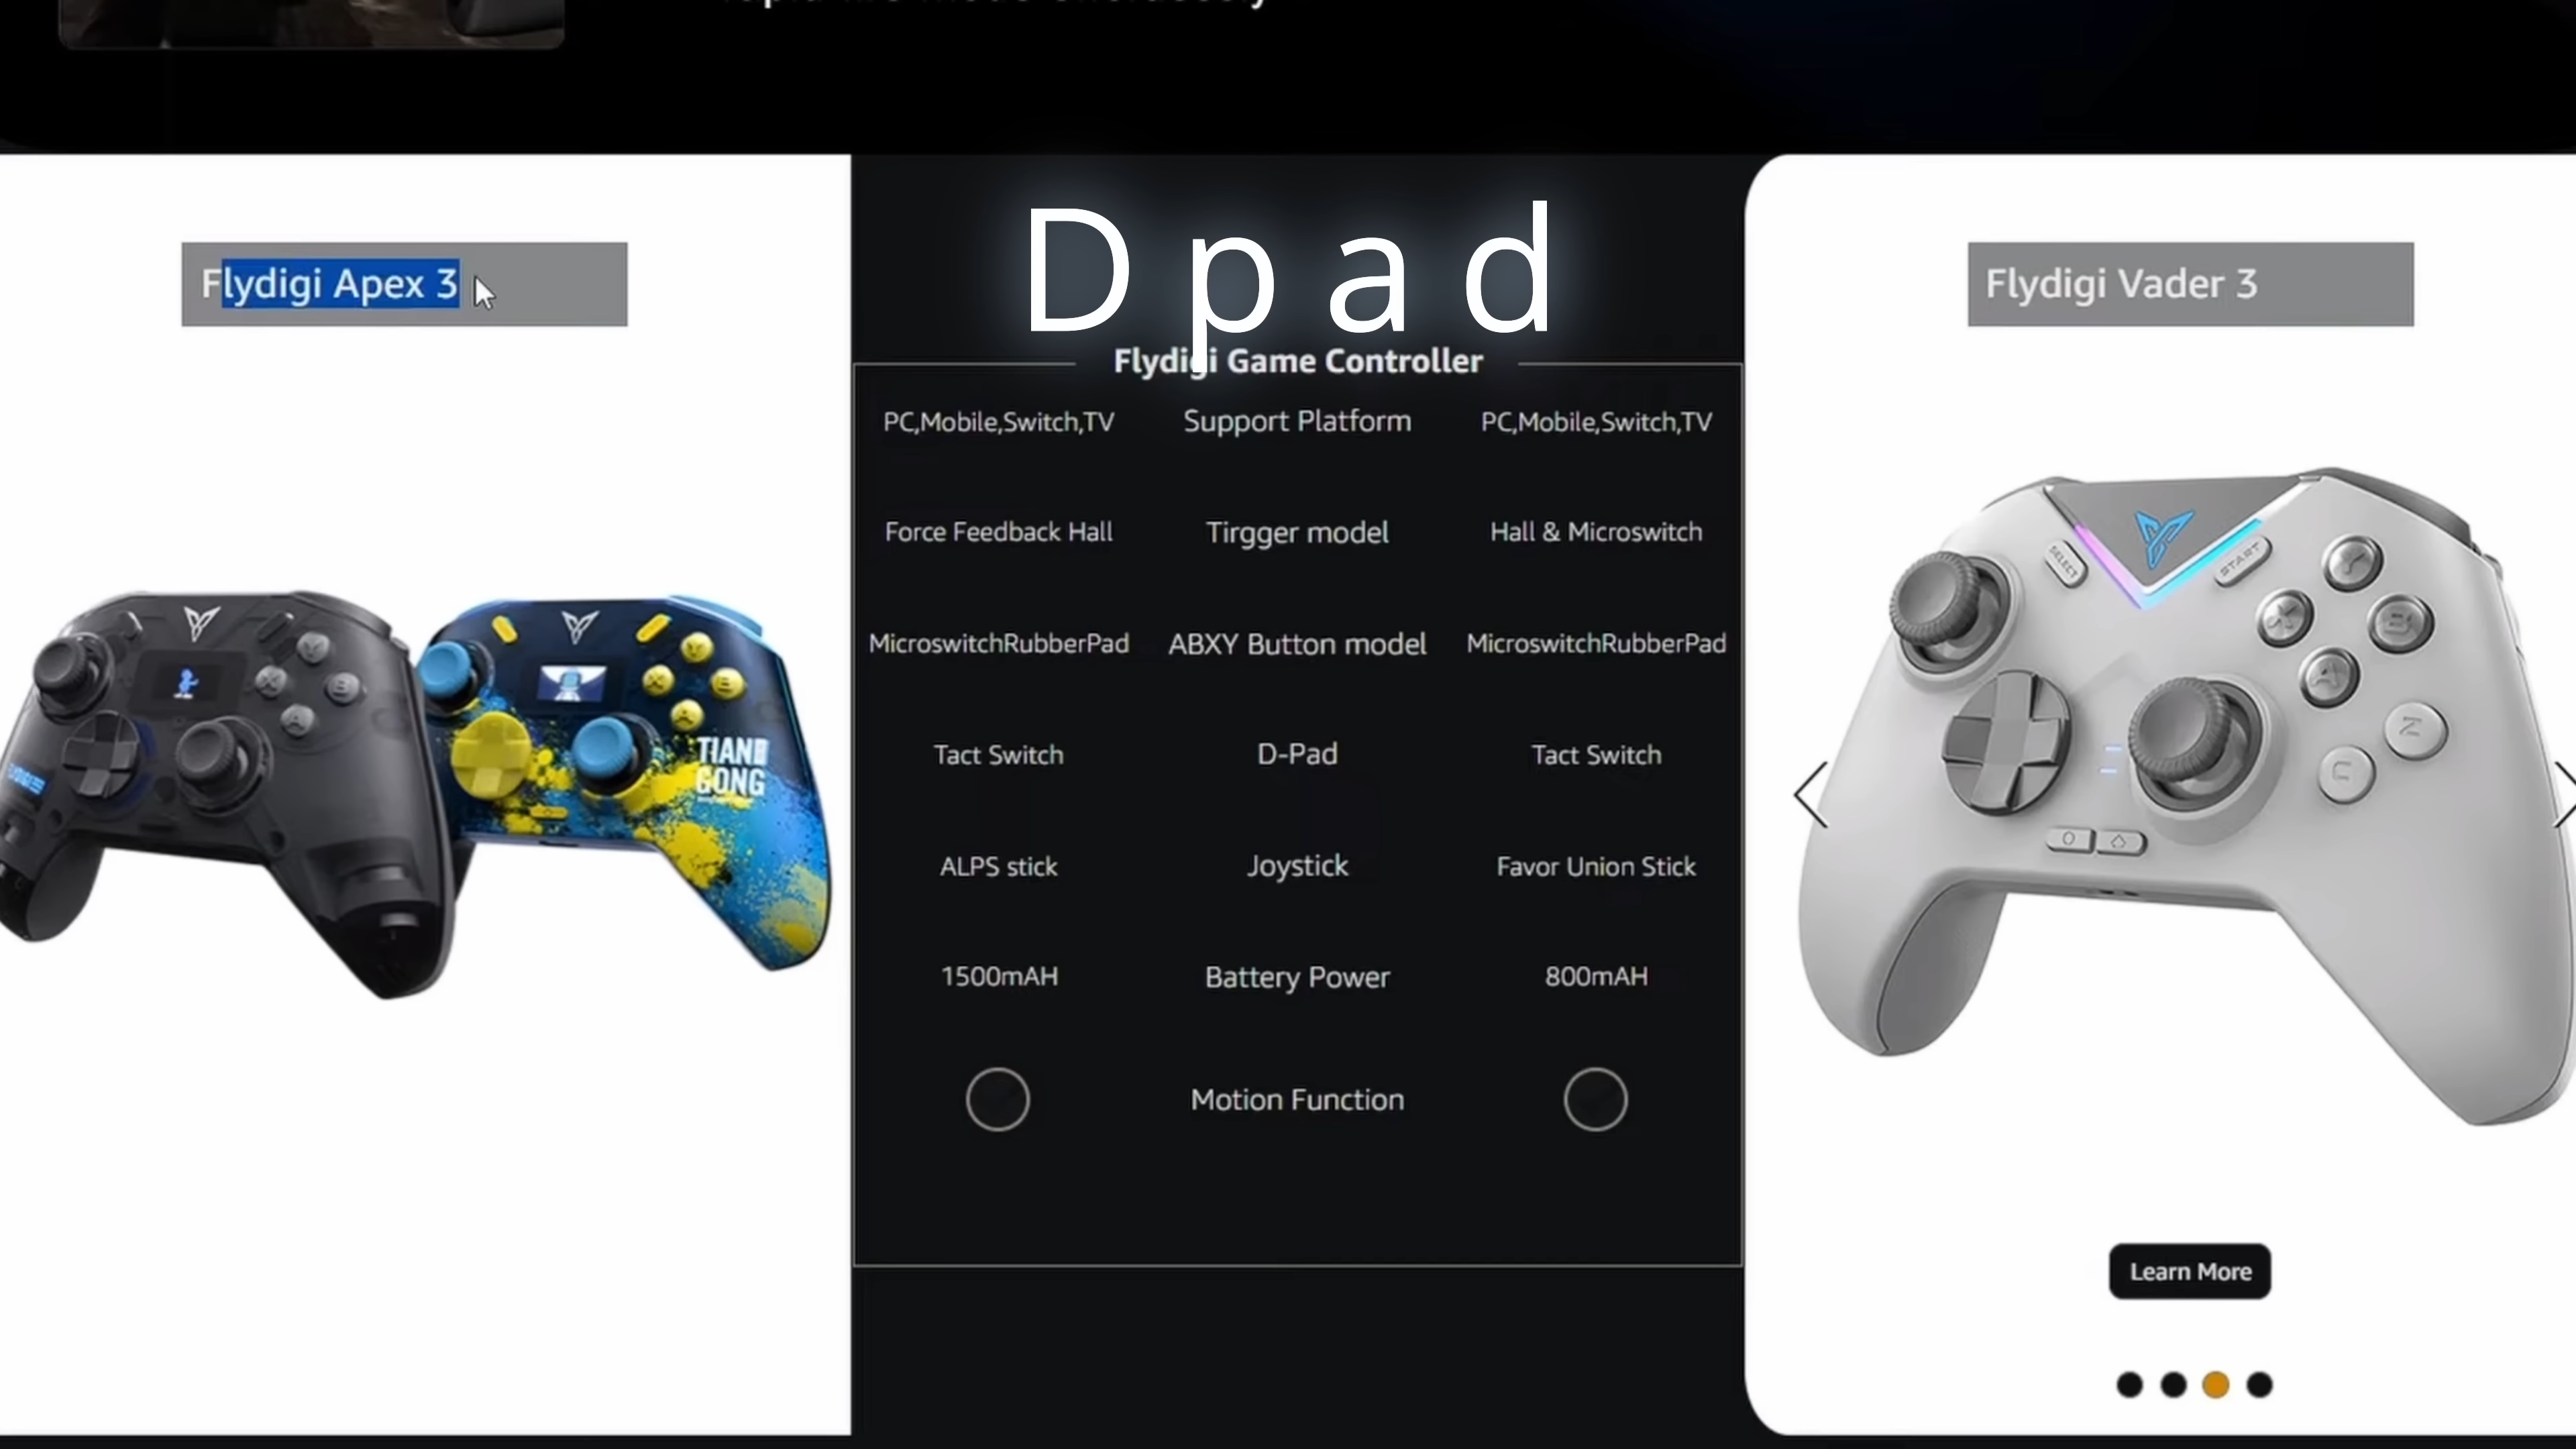 Flydigi Apex 3
Dpad
Flydigi Vader 3
Flydigi Game Controller
PC,Mobile,Switch,TV Support Platform PC,Mobile,Switch,TV
Force Feedback Hall Tirgger model Hall & Microswitch
MicroswitchRubberPad ABXY Button model MicroswitchRubberPad
Tact Switch D-Pad Tact Switch
ALPS stick Joystick Favor Union Stick
1500mAH Battery Power 800mAH
Motion Function
SELECT
START
Y
X
B
A
Z
C
Y
X
B
A
Y
X
B
A
TIAN
GONG
Learn More